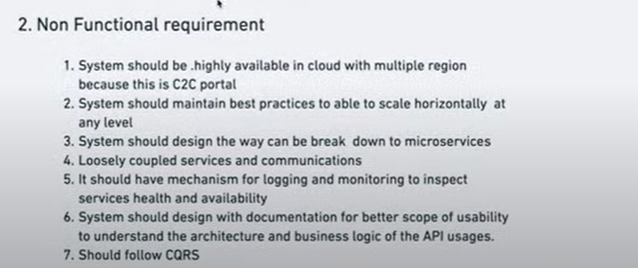 2. Non Functional requirement
1. System should be .highly available in cloud with multiple region
because this is C2C portal
2. System should maintain best practices to able to scale horizontally at
any level
3. System should design the way can be break down to microservices
4. Loosely coupled services and communications
5. It should have mechanism for logging and monitoring to inspect
services health and availability
6. System should design with documentation for better scope of usability
to understand the architecture and business logic of the API usages.
7. Should follow CQRS